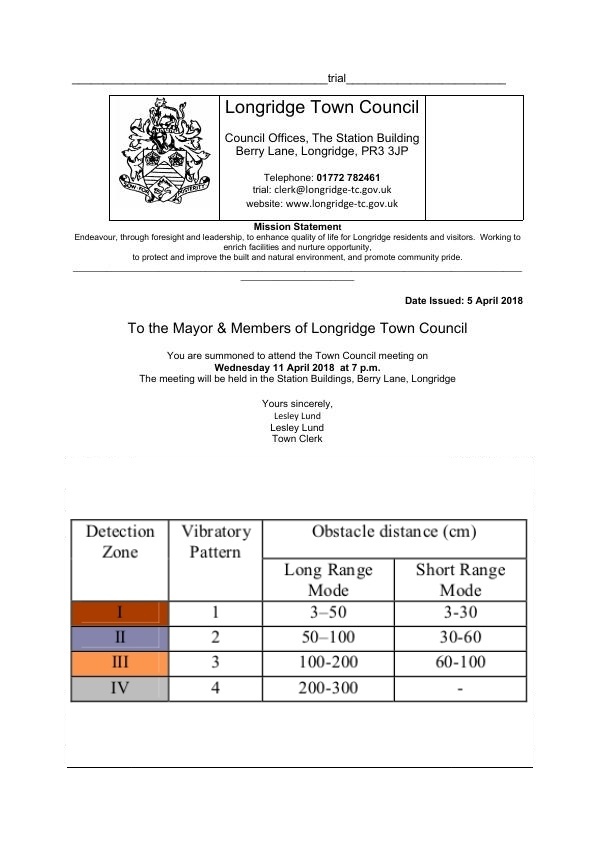 trial
Longridge Town Council
Council Offices, The Station Building
Berry Lane, Longridge, PR3 3JP
Telephone: 01772 782461
trial: clerk@longridge-tc.gov.uk
website: www.longridge-tc.gov.uk
Mission Statement
Endeavour, through foresight and leadership, to enhance quality of life for Longridge residents and visitors. Working to
enrich facilities and nurture opportunity,
to protect and improve the built and natural environment, and promote community pride.
Date Issued: 5 April 2018
To the Mayor & Members of Longridge Town Council
You are summoned to attend the Town Council meeting on
Wednesday 11 April 2018 at 7 p.m.
The meeting will be held in the Station Buildings, Berry Lane, Longridge
Yours sincerely,
Lesley Lund
Lesley Lund
Town Clerk
Detection Zone Vibratory Pattern Obstacle distance (cm)
Long Range Mode Short Range Mode
I 1 3–50 3-30
II 2 50–100 30-60
III 3 100-200 60-100
IV 4 200-300 -